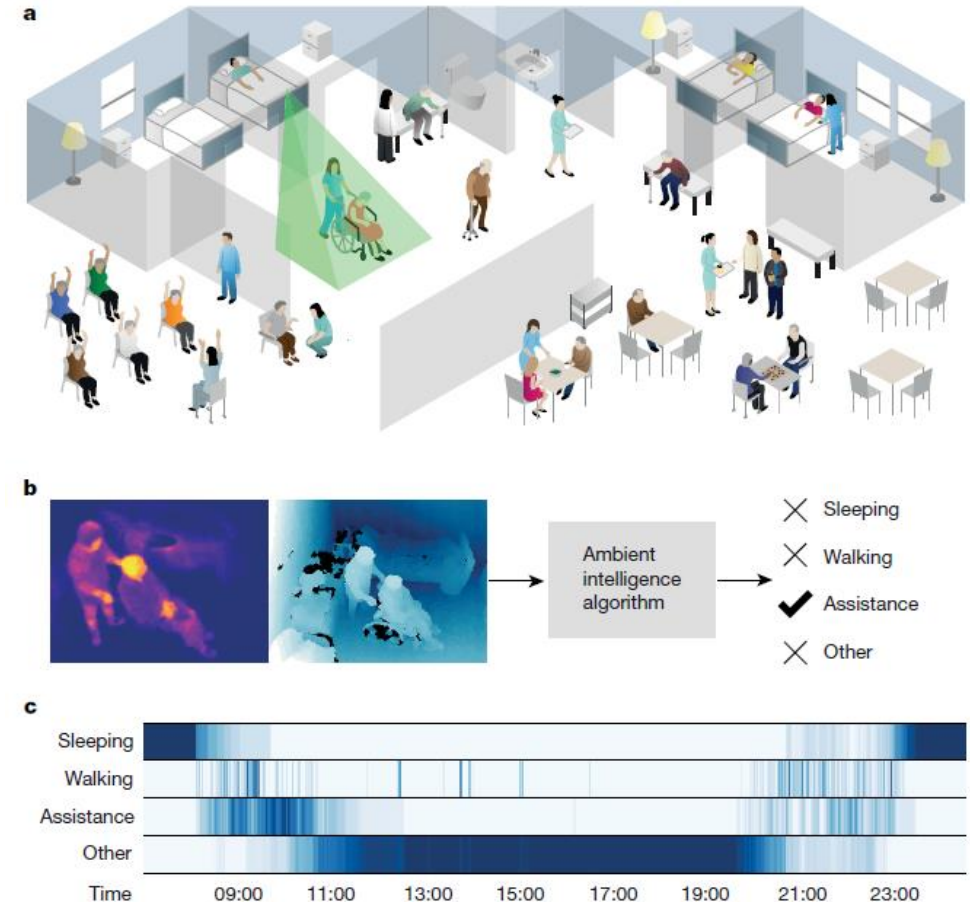 a
b
Ambient
intelligence
algorithm
Sleeping
Walking
Assistance
Other
c
Sleeping
Walking
Assistance
Other
Time 09:00 11:00 13:00 15:00 17:00 19:00 21:00 23:00